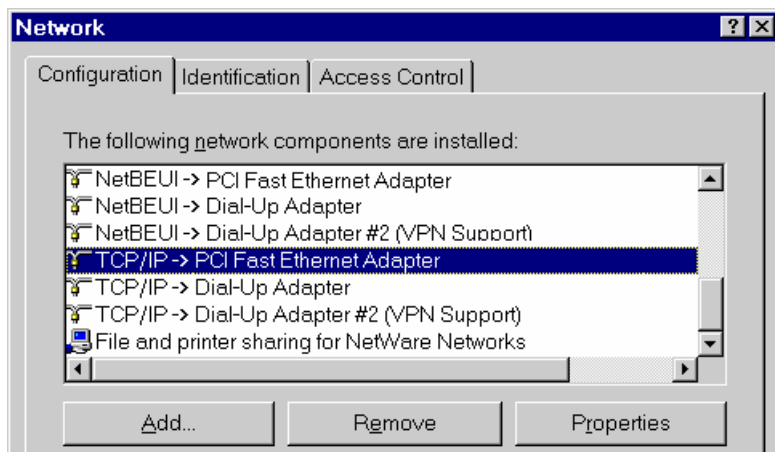 Network
Configuration Identification Access Control
The following network components are installed:
NetBEUI -> PCI Fast Ethernet Adapter
NetBEUI -> Dial-Up Adapter
NetBEUI -> Dial-Up Adapter #2 (VPN Support)
TCP/IP -> PCI Fast Ethernet Adapter
TCP/IP -> Dial-Up Adapter
TCP/IP -> Dial-Up Adapter #2 (VPN Support)
File and printer sharing for NetWare Networks
Add... Remove Properties